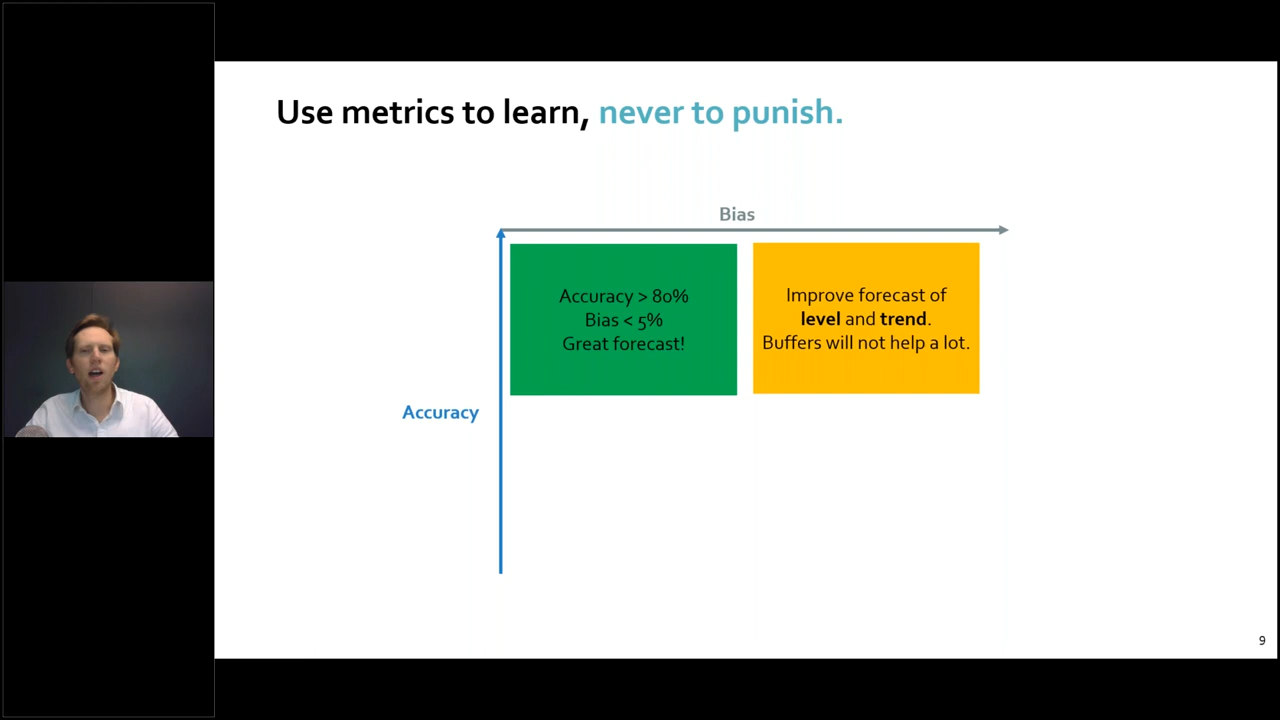 Use metrics to learn, never to punish.
Bias
Accuracy > 80%
Bias < 5%
Great forecast!
Improve forecast of
level and trend.
Buffers will not help a lot.
Accuracy
9